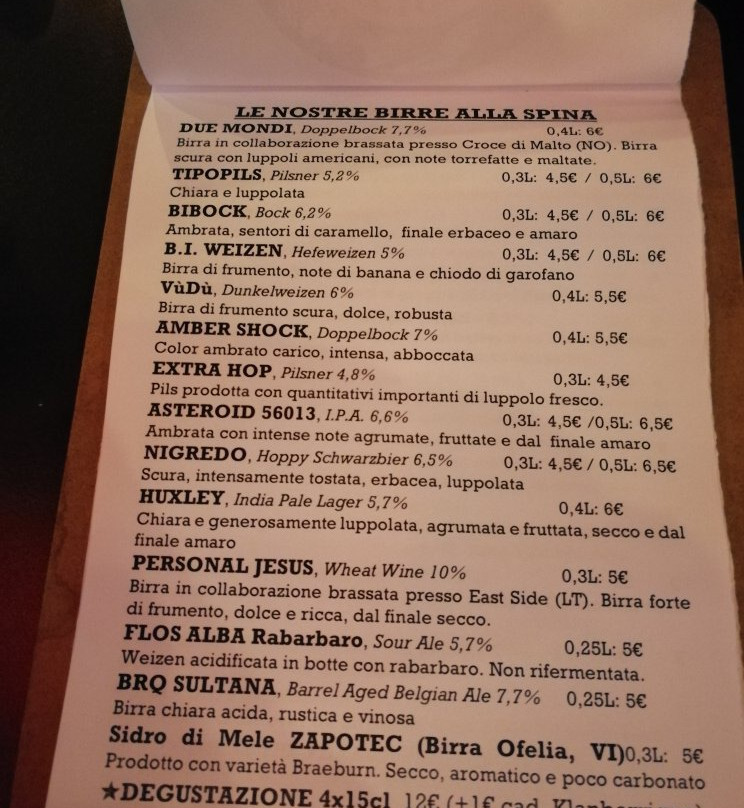 LE NOSTRE BIRRE ALLA SPINA
DUE MONDI, Doppelbock 7,7% 0,4L: 6€
Birra in collaborazione brassata presso Croce di Malto (NO). Birra
scura con luppoli americani, con note torrefatte e maltate.
TIPOPILS, Pilsner 5,2% 0,3L: 4,5€ / 0,5L: 6€
Chiara e luppolata
BIBOCK, Bock 6,2% 0,3L: 4,5€ / 0,5L: 6€
Ambrata, sentori di caramello, finale erbaceo e amaro
B.I. WEIZEN, Hefeweizen 5% 0,3L: 4,5€ / 0,5L: 6€
Birra di frumento, note di banana e chiodo di garofano
VùDù, Dunkelweizen 6% 0,4L: 5,5€
Birra di frumento scura, dolce, robusta
AMBER SHOCK, Doppelbock 7% 0,4L: 5,5€
Color ambrato carico, intensa, abboccata
EXTRA HOP, Pilsner 4,8% 0,3L: 4,5€
Pils prodotta con quantitativi importanti di luppolo fresco.
ASTEROID 56013, I.P.A. 6,6% 0,3L: 4,5€ /0,5L: 6,5€
Ambrata con intense note agrumate, fruttate e dal finale amaro
NIGREDO, Hoppy Schwarzbier 6,5% 0,3L: 4,5€ / 0,5L: 6,5€
Scura, intensamente tostata, erbacea, luppolata
HUXLEY, India Pale Lager 5,7% 0,4L: 6€
Chiara e generosamente luppolata, agrumata e fruttata, secco e dal
finale amaro
PERSONAL JESUS, Wheat Wine 10% 0,3L: 5€
Birra in collaborazione brassata presso East Side (LT). Birra forte
di frumento, dolce e ricca, dal finale secco.
FLOS ALBA Rabarbaro, Sour Ale 5,7% 0,25L: 5€
Weizen acidificata in botte con rabarbaro. Non rifermentata.
BRQ SULTANA, Barrel Aged Belgian Ale 7,7% 0,25L: 5€
Birra chiara acida, rustica e vinosa
Sidro di Mele ZAPOTEC (Birra Ofelia, VI)0,3L: 5€
Prodotto con varietà Braeburn. Secco, aromatico e poco carbonato
★DEGUSTAZIONE 4x15cl 12€ (+1€ cad.